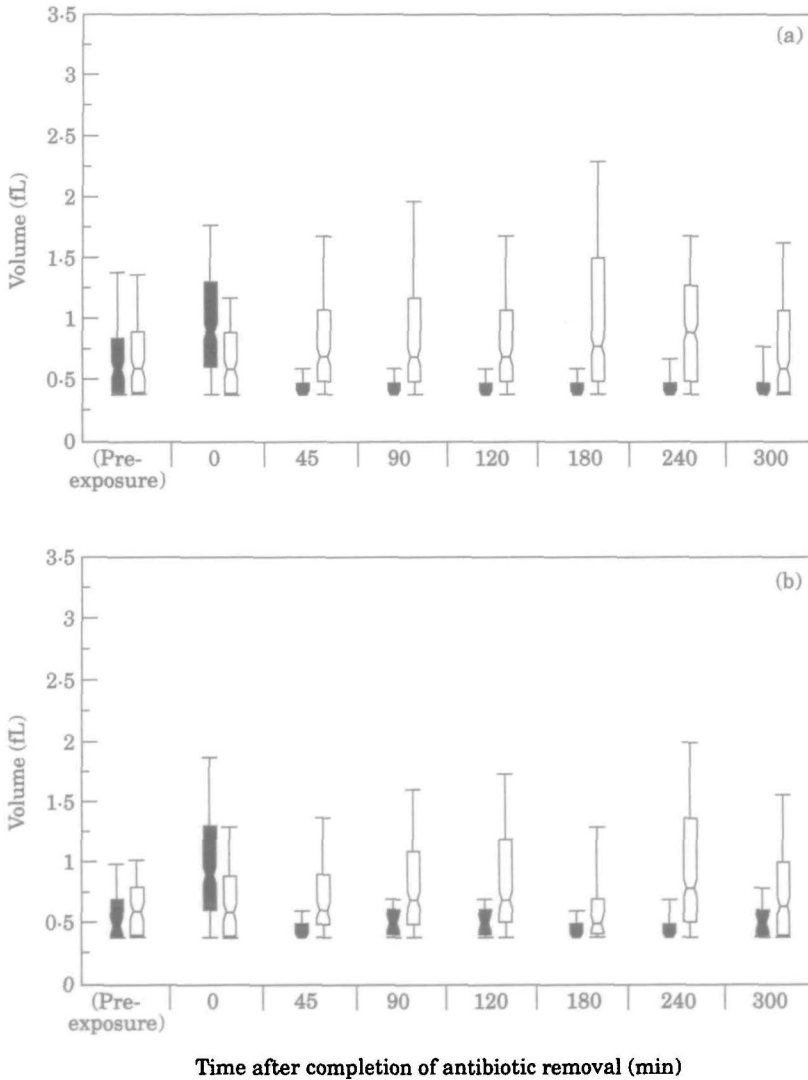 (a)
3·5
3
2·5
2
1·5
1
0·5
0
Volume (fL)
(Pre-exposure) 0 45 90 120 180 240 300
(b)
3·5
3
2·5
2
1·5
1
0·5
0
Volume (fL)
(Pre-exposure) 0 45 90 120 180 240 300
Time after completion of antibiotic removal (min)